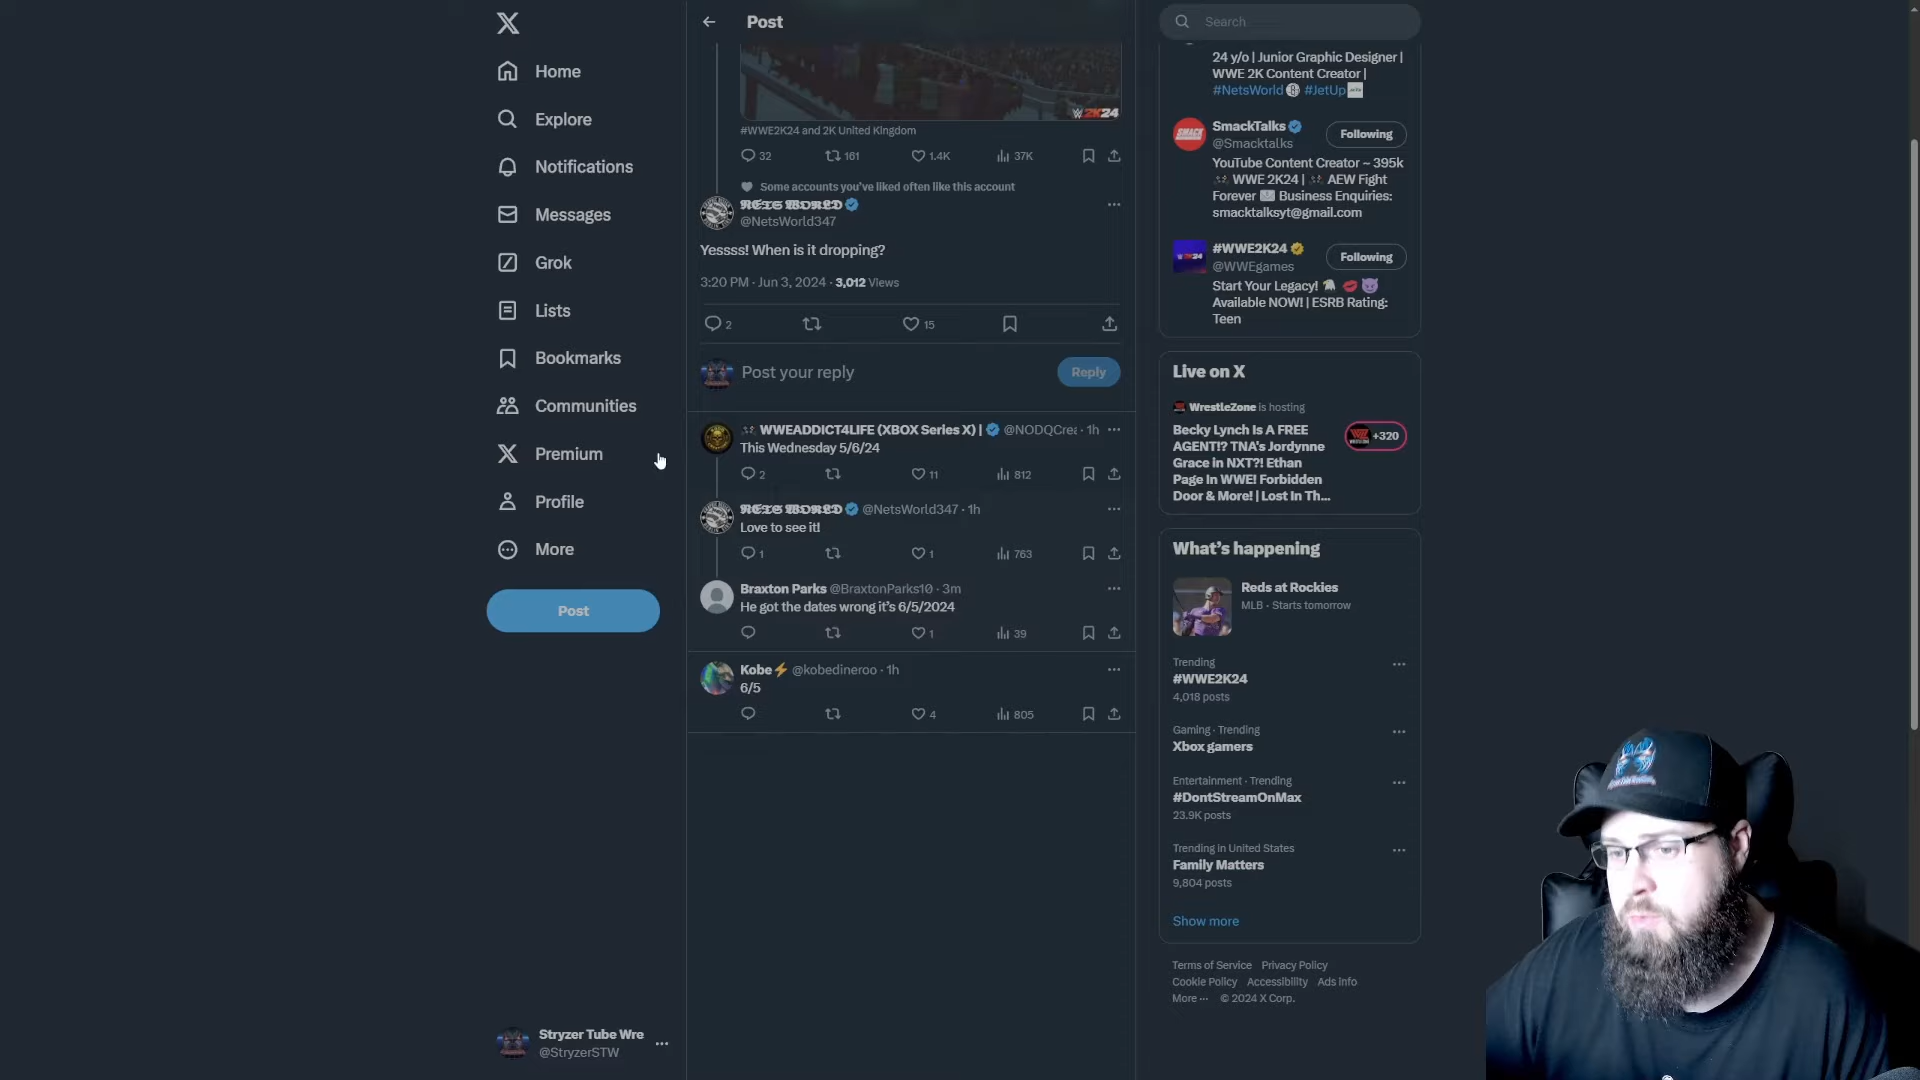 Home
Explore
Notifications
Messages
Grok
Lists
Bookmarks
Communities
Premium
Profile
More
Post
Stryzer Tube Wre
@StryzerSTW
Post
2K24
#WWE2K24 and 2K United Kingdom
32 161 1.4K 37K
Some accounts you've liked often like this account
@NetsWorld347
Yessss! When is it dropping?
3:20 PM · Jun 3, 2024 · 3,012 Views
2 15
Post your reply
Reply
WWEADDICT4LIFE (XBOX Series X) | @NODQCrea · 1h
This Wednesday 5/6/24
2 11 812
@NetsWorld347 · 1h
Love to see it!
1 1 763
Braxton Parks @BraxtonParks10 · 3m
He got the dates wrong it's 6/5/2024
1 39
Kobe⚡ @kobedineroo · 1h
6/5
4 805
Search
24 y/o | Junior Graphic Designer |
WWE 2K Content Creator |
#NetsWorld #JetUp
SmackTalks
@Smacktalks
Following
YouTube Content Creator ~ 395k
WWE 2K24 | AEW Fight
Forever Business Enquiries:
smacktalksyt@gmail.com
#WWE2K24
@WWEgames
Following
Start Your Legacy!
Available NOW! | ESRB Rating:
Teen
Live on X
WrestleZone is hosting
Becky Lynch Is A FREE
AGENT!? TNA's Jordynne
Grace in NXT?! Ethan
Page In WWE! Forbidden
Door & More! | Lost In Th...
+320
What's happening
Reds at Rockies
MLB · Starts tomorrow
Trending
#WWE2K24
4,018 posts
Gaming · Trending
Xbox gamers
Entertainment · Trending
#DontStreamOnMax
23.9K posts
Trending in United States
Family Matters
9,804 posts
Show more
Terms of Service Privacy Policy
Cookie Policy Accessibility Ads info
More ··· © 2024 X Corp.